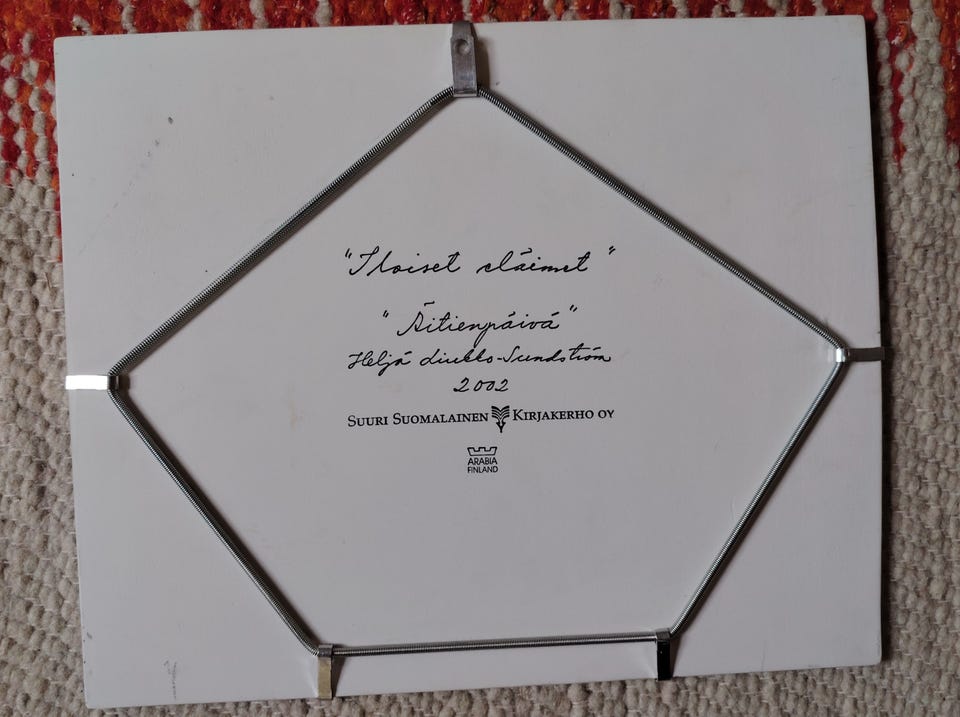 "Iloiset eläimet"
"Äitienpäivä"
Heljä Liukko-Sundström
2002
SUURI SUOMALAINEN KIRJAKERHO OY
ARABIA
FINLAND